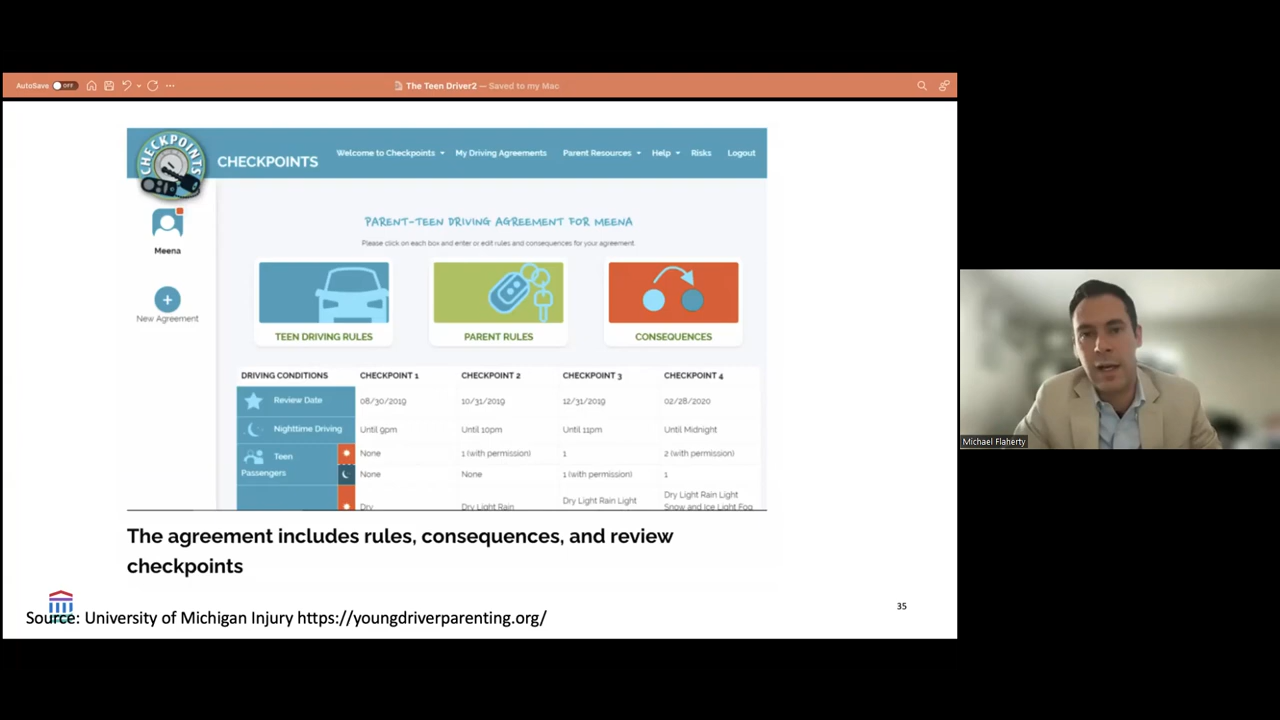 AutoSave OFF
The Teen Driver2 — Saved to my Mac
CHECKPOINTS
CHECKPOINTS
Welcome to Checkpoints My Driving Agreements Parent Resources Help Risks Logout
Meena
New Agreement
PARENT-TEEN DRIVING AGREEMENT FOR MEENA
Please click on each box and enter or edit rules and consequences for your agreement.
TEEN DRIVING RULES PARENT RULES CONSEQUENCES
DRIVING CONDITIONS CHECKPOINT 1 CHECKPOINT 2 CHECKPOINT 3 CHECKPOINT 4
Review Date 08/30/2019 10/31/2019 12/31/2019 02/28/2020
Nighttime Driving Until 9pm Until 10pm Until 11pm Until Midnight
Teen Passengers None 1 (with permission) 1 2 (with permission)
None None 1 (with permission) 1
Dry Dry Light Rain Dry Light Rain Light Dry Light Rain Light
Snow and Ice Light Fog
The agreement includes rules, consequences, and review
checkpoints
Source: University of Michigan Injury https://youngdriverparenting.org/
35
Michael Flaherty